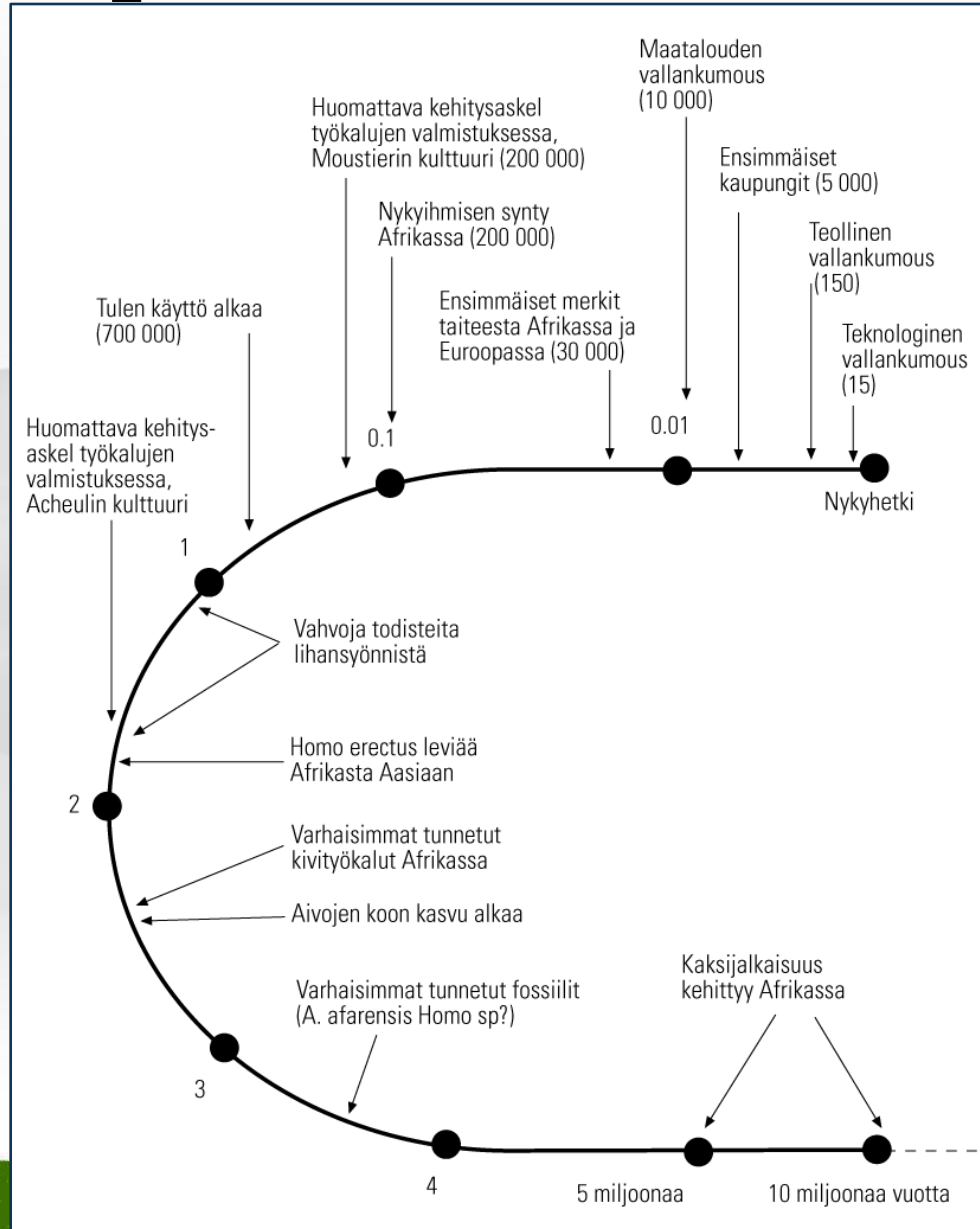 Maatalouden
vallankumous
(10 000)
Huomattava kehitysaskel
työkalujen valmistuksessa,
Moustierin kulttuuri (200 000)
Ensimmäiset
kaupungit (5 000)
Nykyihmisen synty
Afrikassa (200 000)
Teollinen
vallankumous
(150)
Tulen käyttö alkaa
(700 000)
Ensimmäiset merkit
taiteesta Afrikassa ja
Euroopassa (30 000)
Teknologinen
vallankumous
(15)
Huomattava kehitys-
askel työkalujen
valmistuksessa,
Acheulin kulttuuri
0.1
0.01
Nykyhetki
1
Vahvoja todisteita
lihansyönnistä
Homo erectus leviää
Afrikasta Aasiaan
2
Varhaisimmat tunnetut
kivityökalut Afrikassa
Aivojen koon kasvu alkaa
Kaksijalkaisuus
kehittyy Afrikassa
Varhaisimmat tunnetut fossiilit
(A. afarensis Homo sp?)
3
4
5 miljoonaa
10 miljoonaa vuotta